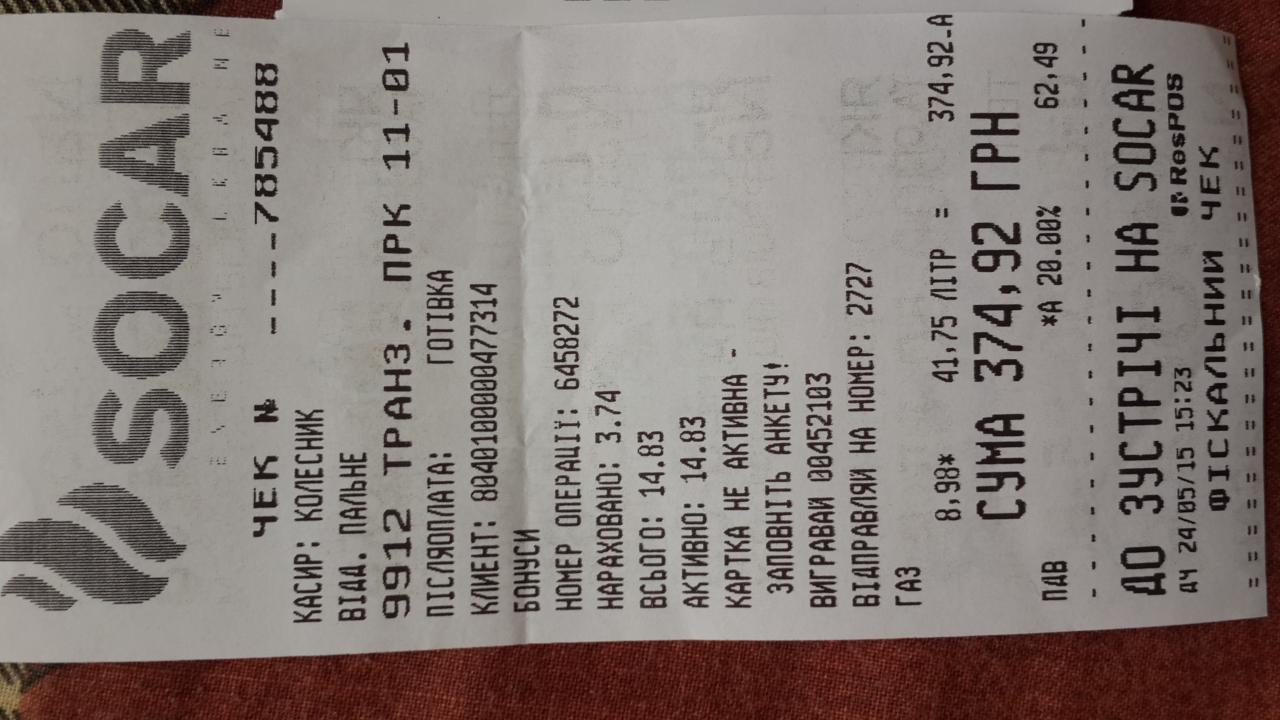 SOCAR
ЧЕК № ----785488
КАСИР: КОЛЕСНИК
ВІДД. ПАЛЬНЕ
9912 ТРАНЗ. ПРК 11-01
ПІСЛЯОПЛАТА: ГОТІВКА
КЛИЕНТ: 8040100000477314
БОНУСИ
НОМЕР ОПЕРАЦІЇ: 6458272
НАРАХОВАНО: 3.74
ВСЬОГО: 14.83
АКТИВНО: 14.83
КАРТКА НЕ АКТИВНА -
ЗАПОВНІТЬ АНКЕТУ!
ВИГРАВАЙ 00452103
ВІДПРАВЛЯЙ НА НОМЕР: 2727
ГАЗ
8,98* 41,75 ЛІТР = 374,92-А
СУМА 374,92 ГРН
ПДВ *А 20.00% 62,49
- - - - - - - - - - - - - - - - - - - -
ДО ЗУСТРІЧІ НА SOCAR
ДЧ 24/05/15 15:23 ResPOS
ФІСКАЛЬНИЙ ЧЕК